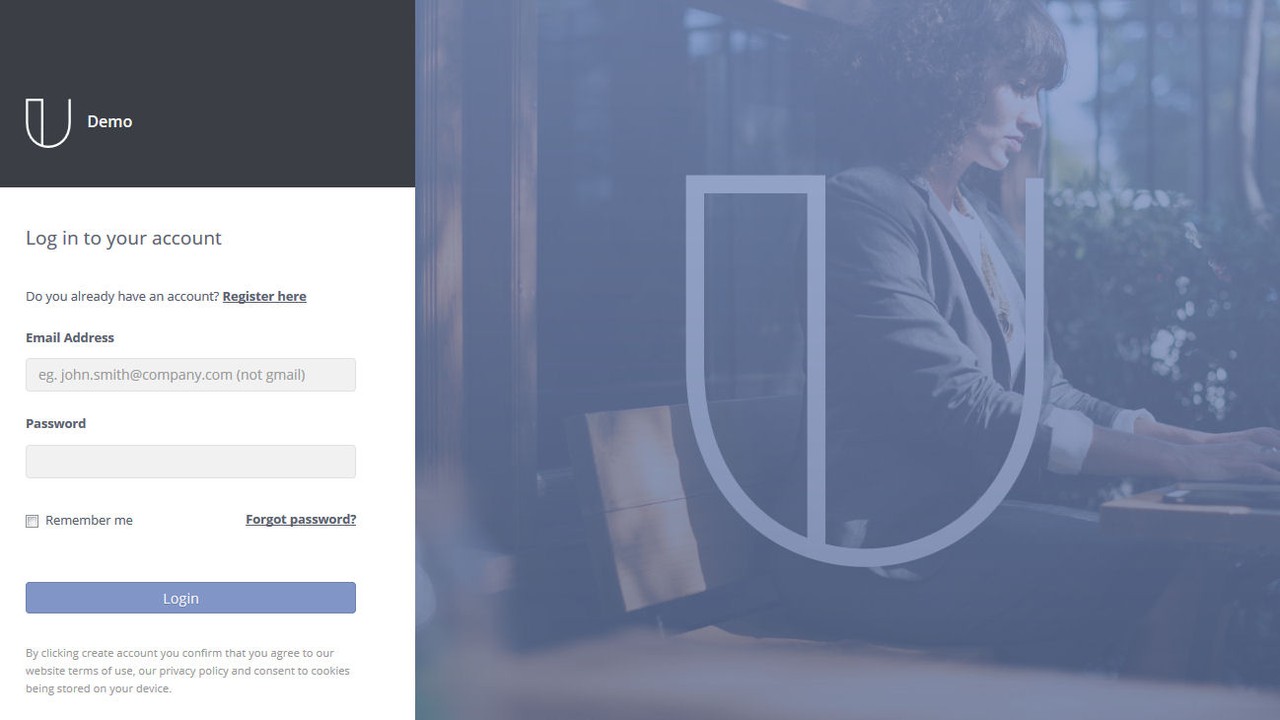 Demo
Log in to your account
Do you already have an account? Register here
Email Address
eg. john.smith@company.com (not gmail)
Password
Remember me
Forgot password?
Login
By clicking create account you confirm that you agree to our
website terms of use, our privacy policy and consent to cookies
being stored on your device.